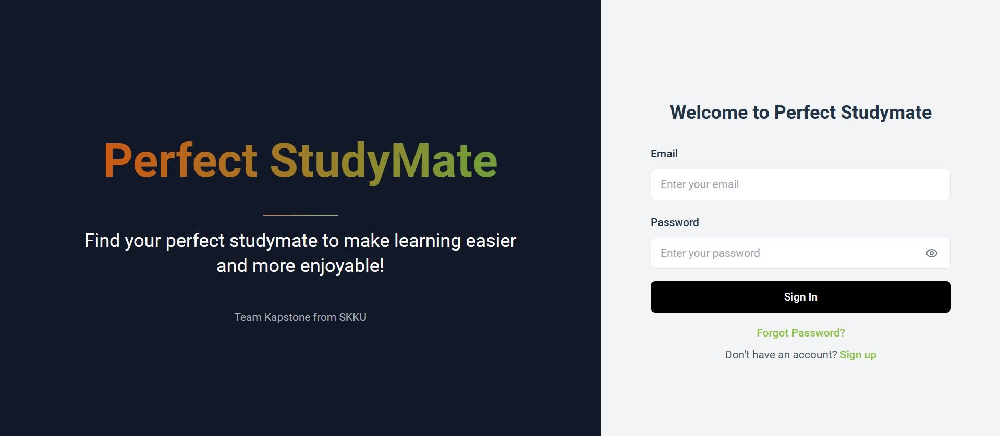 Perfect StudyMate
Find your perfect studymate to make learning easier
and more enjoyable!
Team Kapstone from SKKU
Welcome to Perfect Studymate
Email
Enter your email
Password
Enter your password
Sign In
Forgot Password?
Don't have an account? Sign up